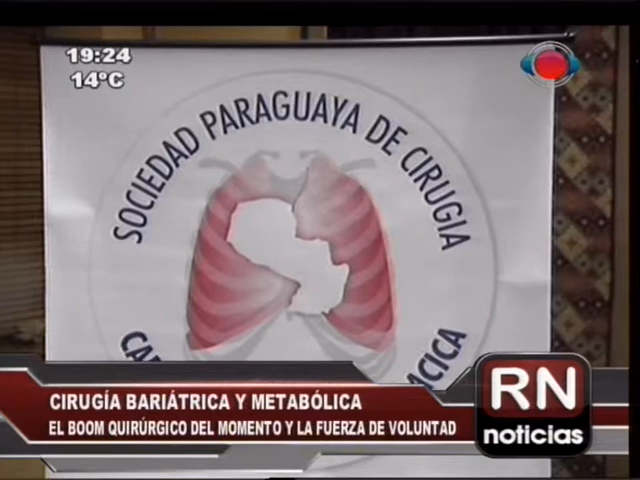 19:24
14°C
SOCIEDAD PARAGUAYA DE CIRUGIA
CIRUGÍA BARIÁTRICA Y METABÓLICA
EL BOOM QUIRÚRGICO DEL MOMENTO Y LA FUERZA DE VOLUNTAD
RN
noticias